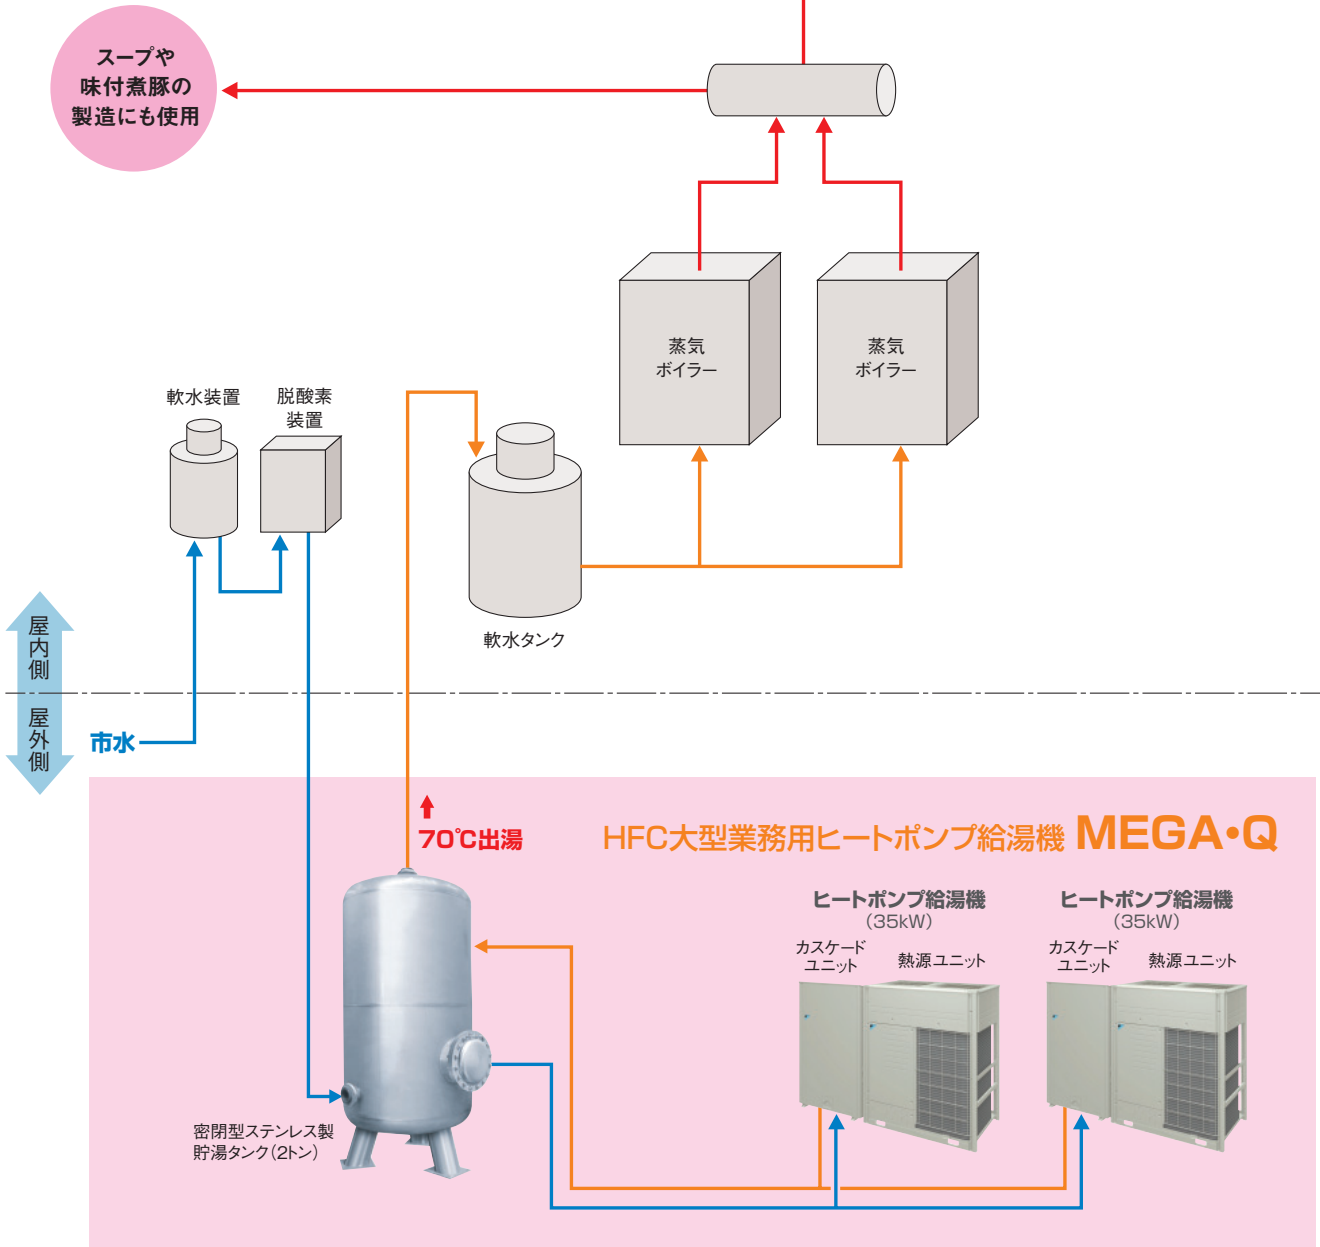 スープや
味付煮豚の
製造にも使用
蒸気
ボイラー
蒸気
ボイラー
軟水装置
脱酸素
装置
軟水タンク
屋内側
屋外側
市水
70℃出湯
HFC大型業務用ヒートポンプ給湯機 MEGA•Q
ヒートポンプ給湯機
(35kW)
カスケード
ユニット
熱源ユニット
ヒートポンプ給湯機
(35kW)
カスケード
ユニット
熱源ユニット
密閉型ステンレス製
貯湯タンク(2トン)